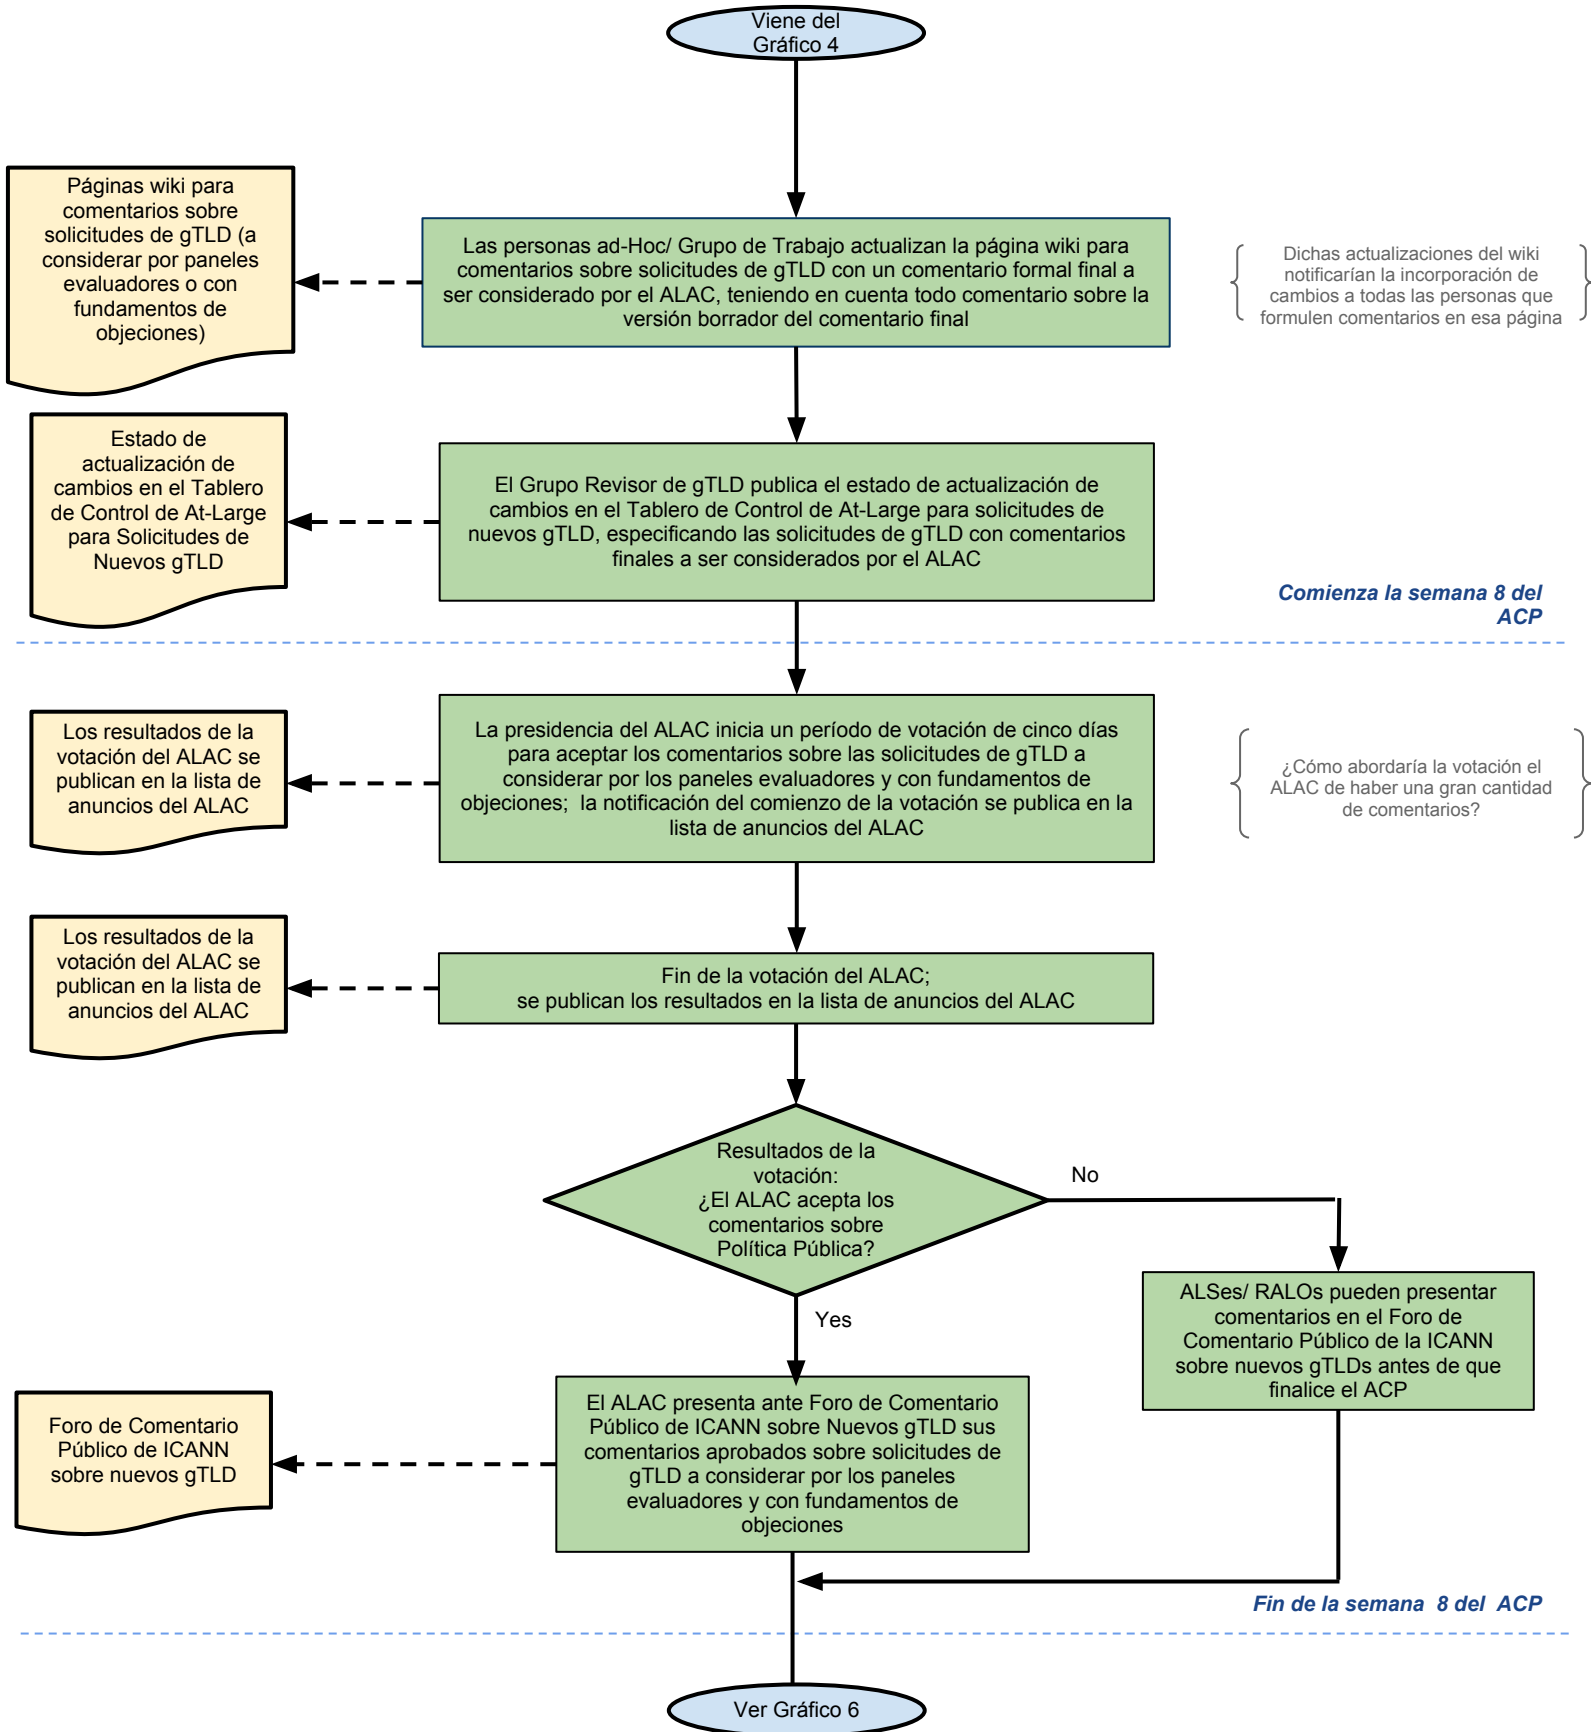 Viene del
Gráfico 4
Páginas wiki para
comentarios sobre
solicitudes de gTLD (a
considerar por paneles
evaluadores o con
fundamentos de
objeciones)
Las personas ad-Hoc/ Grupo de Trabajo actualizan la página wiki para
comentarios sobre solicitudes de gTLD con un comentario formal final a
ser considerado por el ALAC, teniendo en cuenta todo comentario sobre la
versión borrador del comentario final
Dichas actualizaciones del wiki
notificarían la incorporación de
cambios a todas las personas que
formulen comentarios en esa página
Estado de
actualización de
cambios en el Tablero
de Control de At-Large
para Solicitudes de
Nuevos gTLD
El Grupo Revisor de gTLD publica el estado de actualización de
cambios en el Tablero de Control de At-Large para solicitudes de
nuevos gTLD, especificando las solicitudes de gTLD con comentarios
finales a ser considerados por el ALAC
Comienza la semana 8 del
ACP
Los resultados de la
votación del ALAC se
publican en la lista de
anuncios del ALAC
La presidencia del ALAC inicia un período de votación de cinco días
para aceptar los comentarios sobre las solicitudes de gTLD a
considerar por los paneles evaluadores y con fundamentos de
objeciones;  la notificación del comienzo de la votación se publica en la
lista de anuncios del ALAC
¿Cómo abordaría la votación el
ALAC de haber una gran cantidad
de comentarios?
Los resultados de la
votación del ALAC se
publican en la lista de
anuncios del ALAC
Fin de la votación del ALAC;
se publican los resultados en la lista de anuncios del ALAC
Resultados de la
votación:
¿El ALAC acepta los
comentarios sobre
Política Pública?
No
Yes
ALSes/ RALOs pueden presentar
comentarios en el Foro de
Comentario Público de la ICANN
sobre nuevos gTLDs antes de que
finalice el ACP
Foro de Comentario
Público de ICANN
sobre nuevos gTLD
El ALAC presenta ante Foro de Comentario
Público de ICANN sobre Nuevos gTLD sus
comentarios aprobados sobre solicitudes de
gTLD a considerar por los paneles
evaluadores y con fundamentos de
objeciones
Fin de la semana  8 del  ACP
Ver Gráfico 6